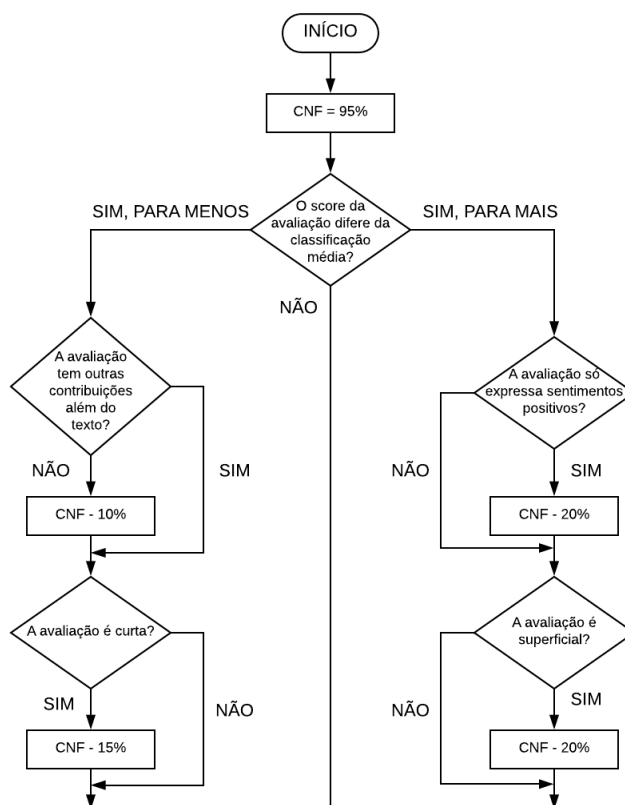 INÍCIO
CNF = 95%
O score da
avaliação difere da
classificação
média?
SIM, PARA MENOS
SIM, PARA MAIS
NÃO
A avaliação
tem outras
contribuições
além do
texto?
NÃO
SIM
CNF - 10%
A avaliação é curta?
SIM
NÃO
CNF - 15%
A avaliação só
expressa sentimentos
positivos?
NÃO
SIM
CNF - 20%
A avaliação é
superficial?
NÃO
SIM
CNF - 20%